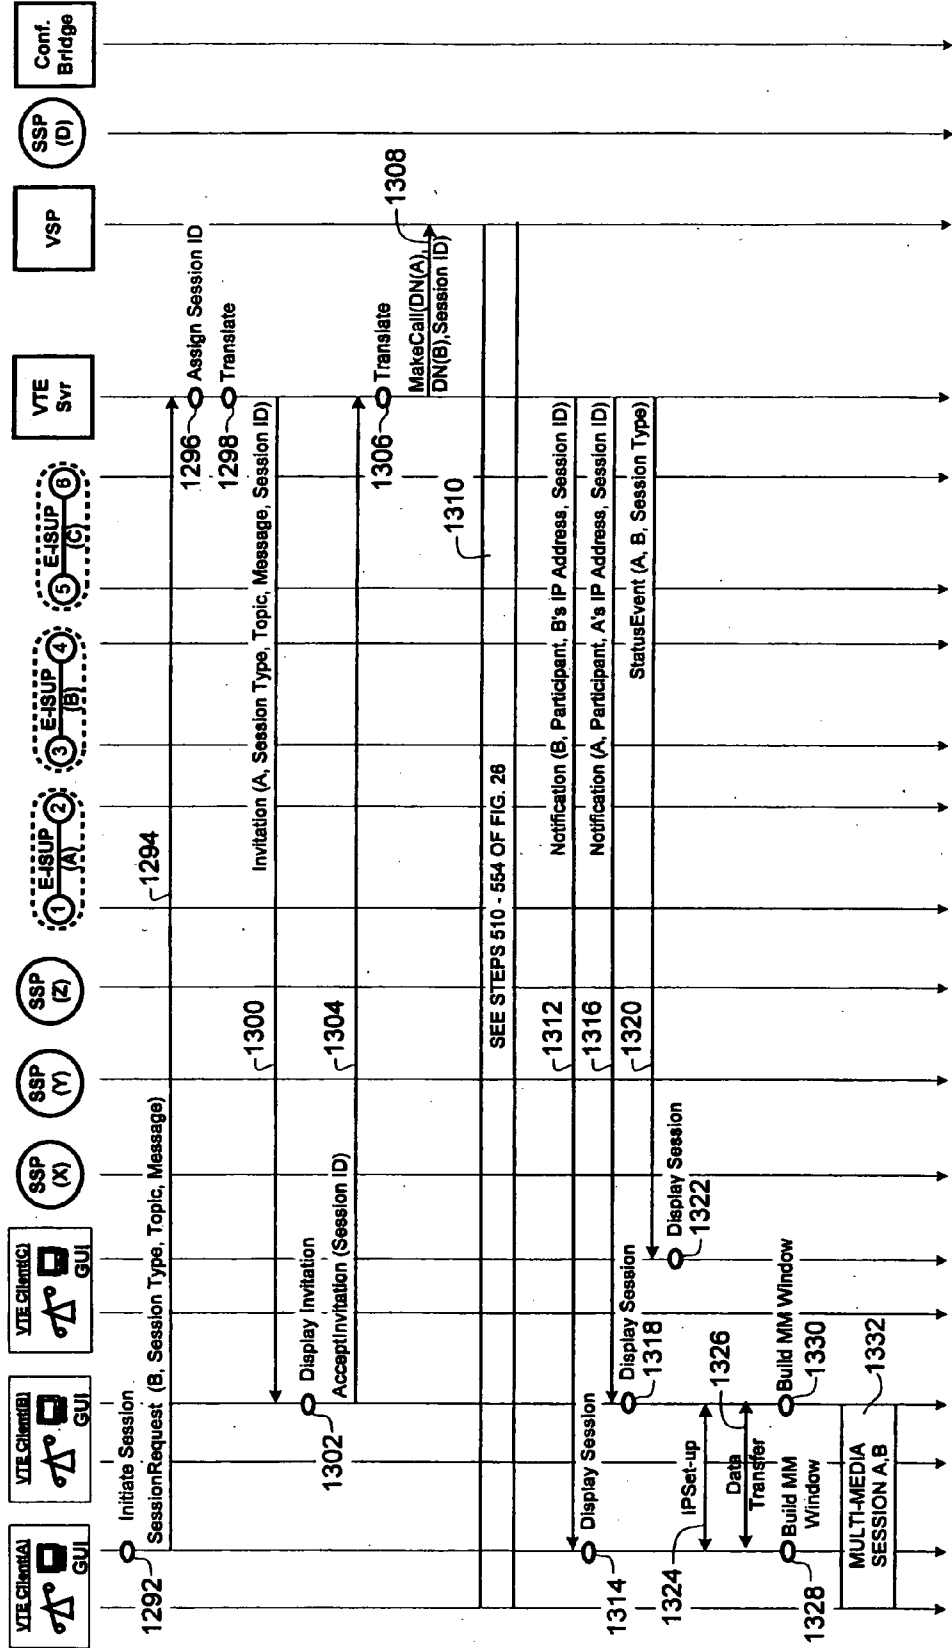 VTE Client(A)
GUI
VTE Client(B)
GUI
VTE Client(C)
GUI
SSP
(X)
SSP
(Y)
SSP
(Z)
1
E-ISUP
(A)
2
3
E-ISUP
(B)
4
5
E-ISUP
(C)
6
VTE
Svr
VSP
SSP
(D)
Conf.
Bridge
Initiate Session
1292
SessionRequest (B, Session Type, Topic, Message)
1294
1296
Assign Session ID
1298
Translate
Invitation (A, Session Type, Topic, Message, Session ID)
1300
Display Invitation
1302
AcceptInvitation (Session ID)
1304
1306
Translate
MakeCall(DN(A),
DN(B),Session ID)
1308
1310
SEE STEPS 510 - 554 OF FIG. 26
Notification (B, Participant, B's IP Address, Session ID)
1312
Display Session
1314
Notification (A, Participant, A's IP Address, Session ID)
1316
Display Session
1318
StatusEvent (A, B, Session Type)
1320
Display Session
1322
IPSet-up
1324
Data
Transfer
1326
Build MM
Window
1328
Build MM Window
1330
MULTI-MEDIA
SESSION A,B
1332